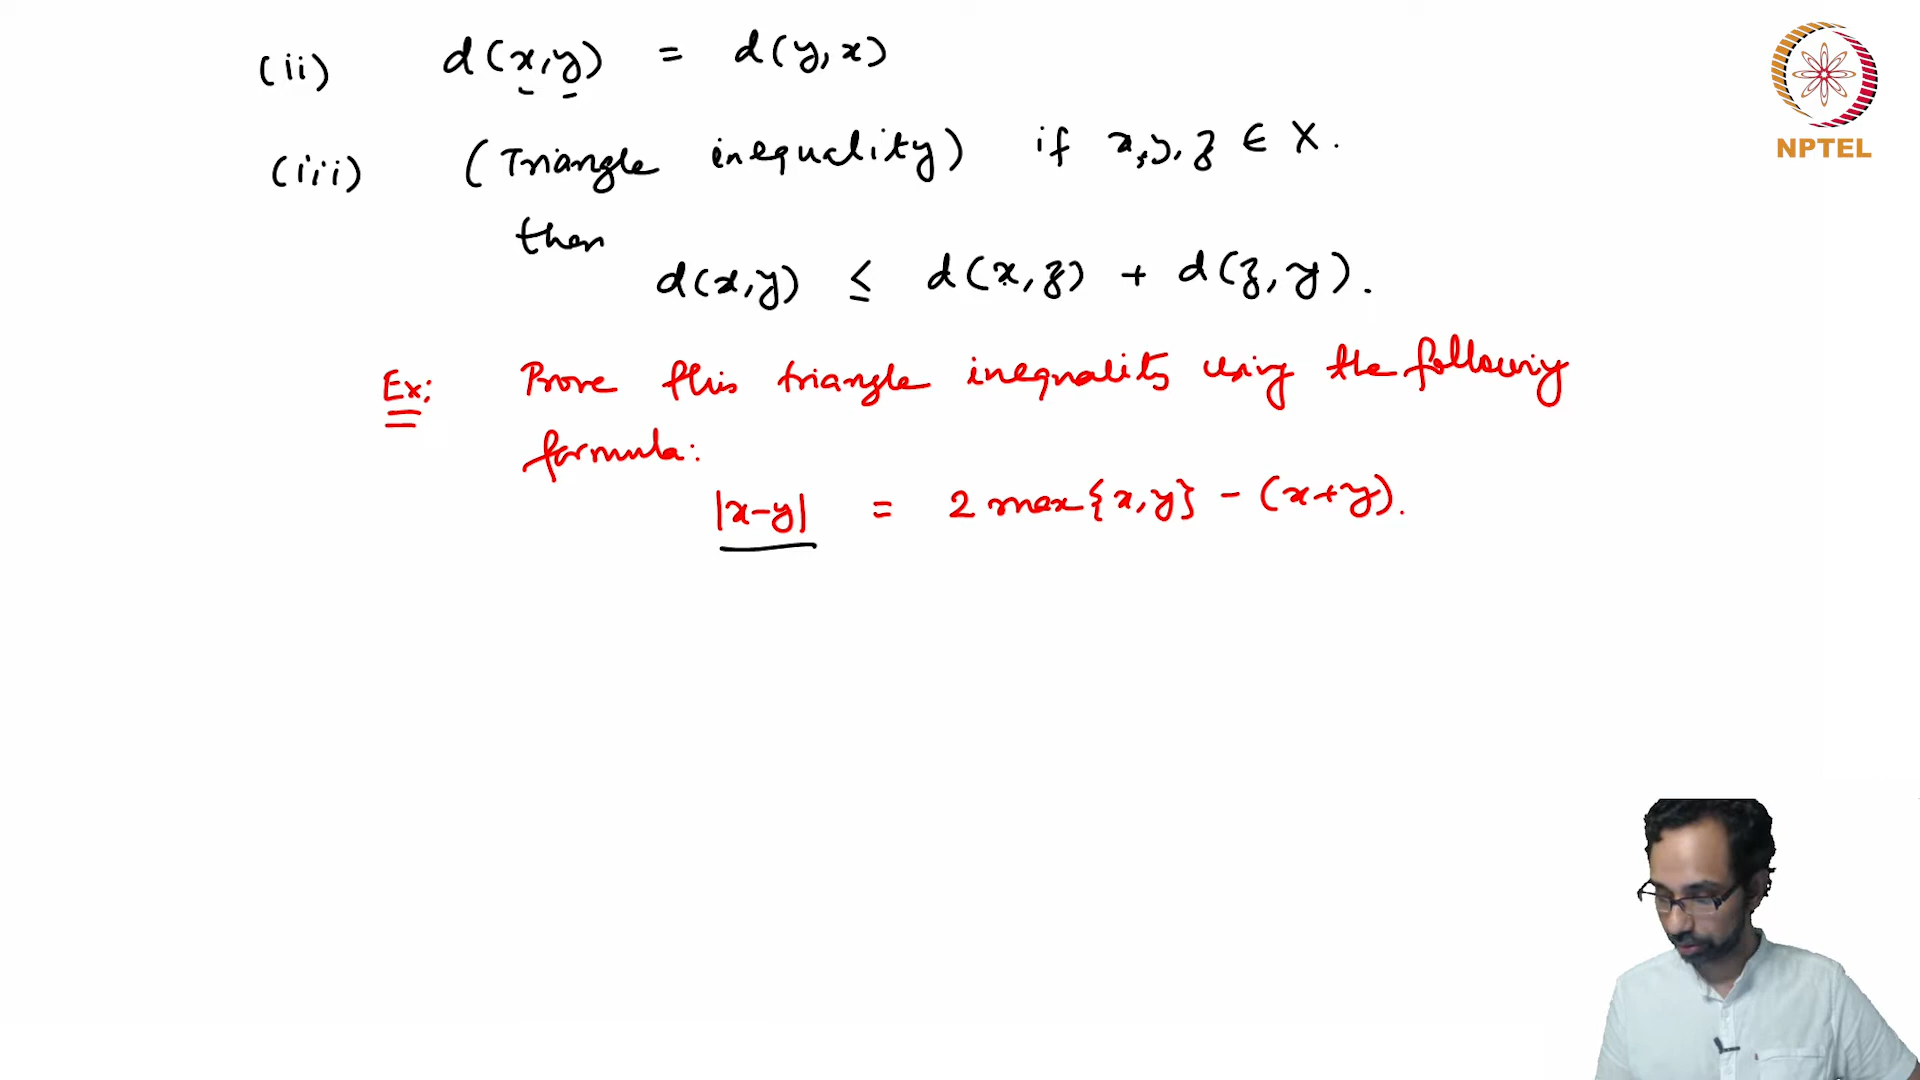 (ii) d(x,y) = d(y,x)
(iii) (Triangle inequality) if x,y,z ∈ X.
then
d(x,y) ≤ d(x,z) + d(z,y).
Ex: Prove this triangle inequality using the following
formula:
|x-y| = 2 max{x,y} - (x+y).
NPTEL